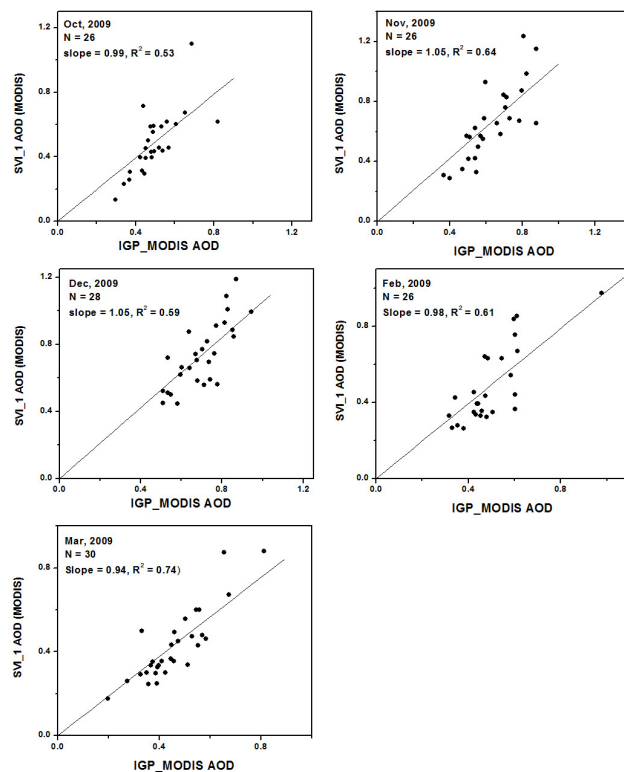 Oct, 2009
N = 26
slope = 0.99, R² = 0.53
SVI_1 AOD (MODIS)
1.2
0.8
0.4
0.0
0.0 0.4 0.8 1.2
IGP_MODIS AOD
Nov, 2009
N = 26
slope = 1.05, R² = 0.64
SVI_1 AOD (MODIS)
1.2
0.8
0.4
0.0
0.0 0.4 0.8 1.2
IGP_MODIS AOD
Dec, 2009
N = 28
slope = 1.05, R² = 0.59
SVI_1 AOD (MODIS)
1.2
0.8
0.4
0.0
0.0 0.4 0.8 1.2
IGP_MODIS AOD
Feb, 2009
N = 26
Slope = 0.98, R² = 0.61
SVI_1 AOD (MODIS)
0.8
0.4
0.0
0.0 0.4 0.8
IGP_MODIS AOD
Mar, 2009
N = 30
Slope = 0.94, R² = 0.74)
SVI_1 AOD (MODIS)
0.8
0.4
0.0
0.0 0.4 0.8
IGP_MODIS AOD